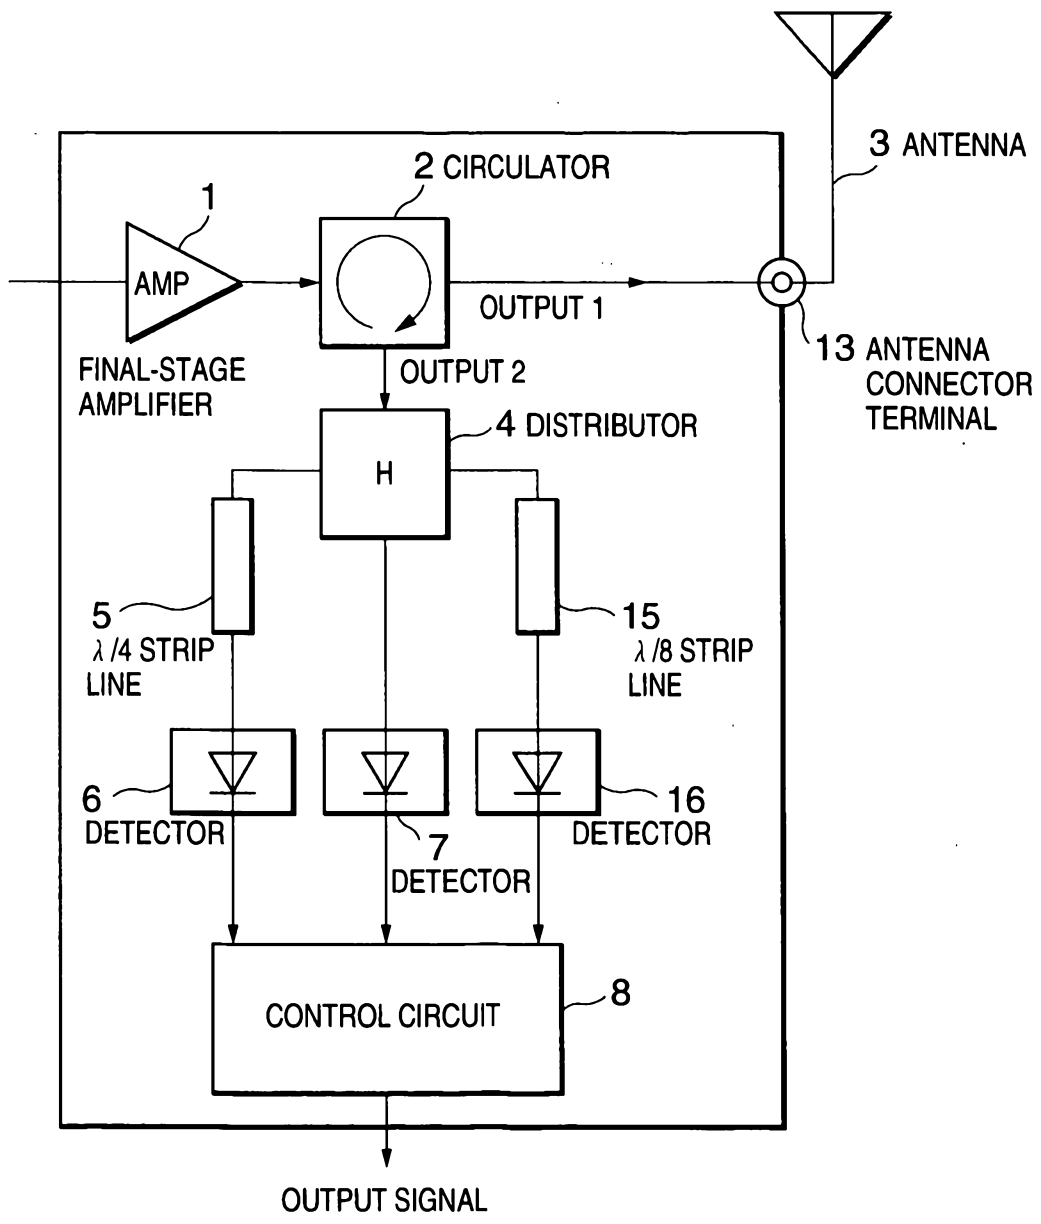 3 ANTENNA
2 CIRCULATOR
1
AMP
OUTPUT 1
13 ANTENNA
CONNECTOR
TERMINAL
FINAL-STAGE
AMPLIFIER
OUTPUT 2
4 DISTRIBUTOR
H
5
λ/4 STRIP
LINE
15
λ/8 STRIP
LINE
6
DETECTOR
7
DETECTOR
16
DETECTOR
CONTROL CIRCUIT
8
OUTPUT SIGNAL